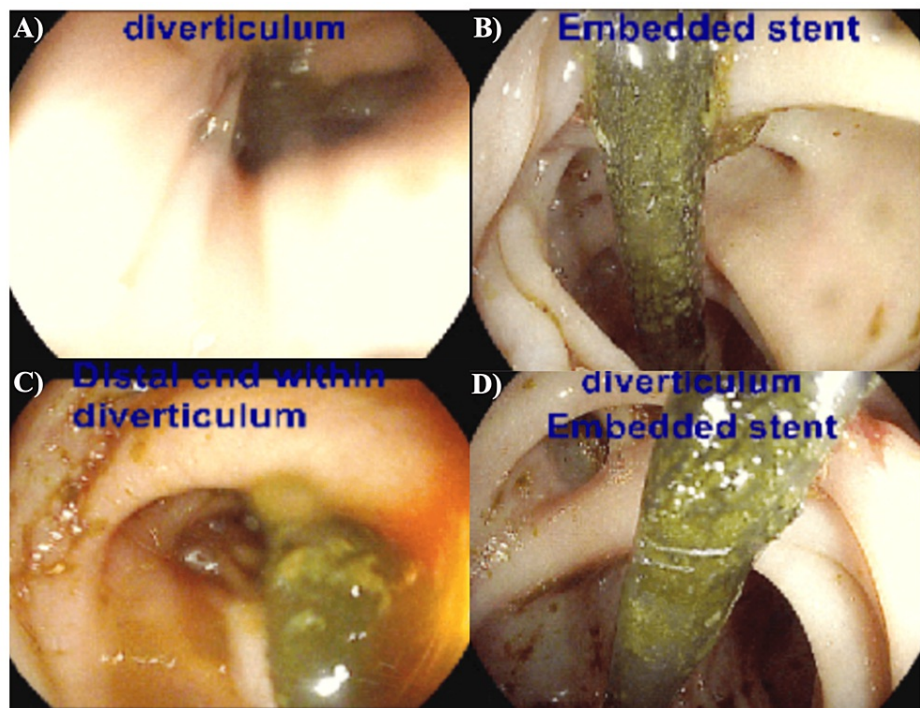 A) diverticulum
B) Embedded stent
C) Distal end within
diverticulum
D) diverticulum
Embedded stent